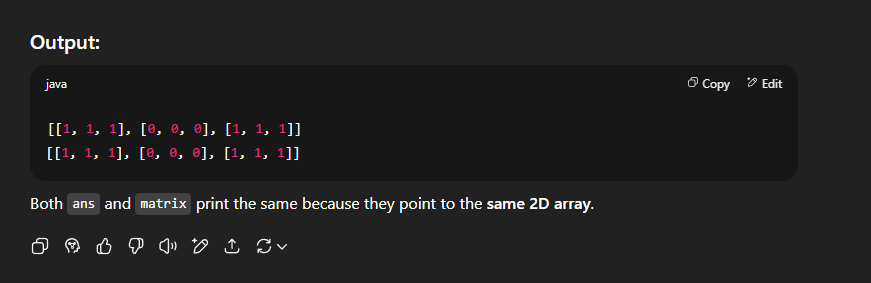 Output:
java
Copy
Edit
[[1, 1, 1], [0, 0, 0], [1, 1, 1]]
[[1, 1, 1], [0, 0, 0], [1, 1, 1]]
Both ans and matrix print the same because they point to the same 2D array.